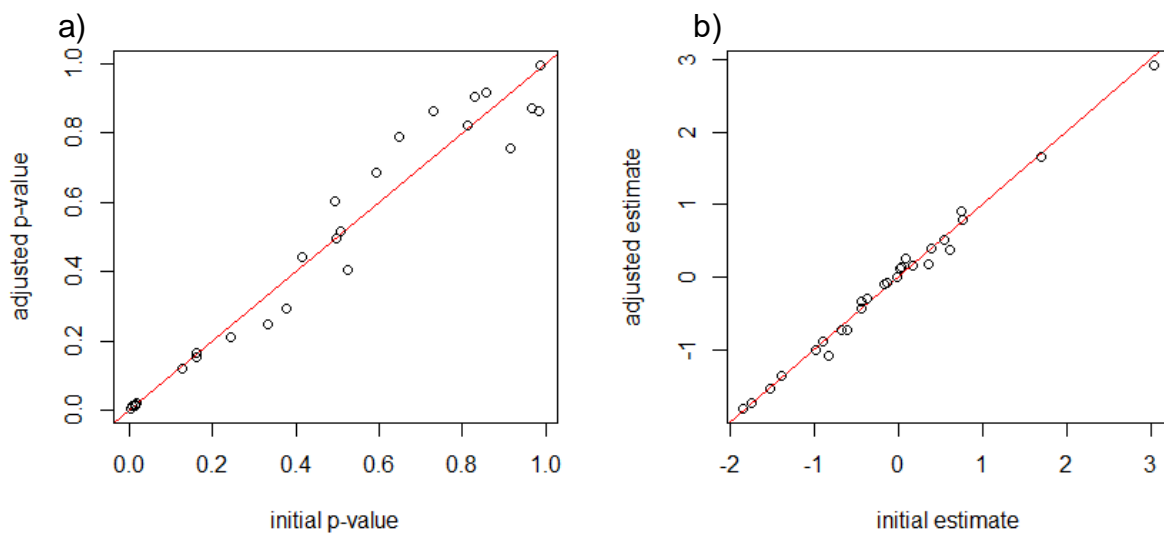 a)
adjusted p-value
1.0
0.8
0.6
0.4
0.2
0.0
0.0 0.2 0.4 0.6 0.8 1.0
initial p-value
b)
adjusted estimate
3
2
1
0
-1
-2 -1 0 1 2 3
initial estimate